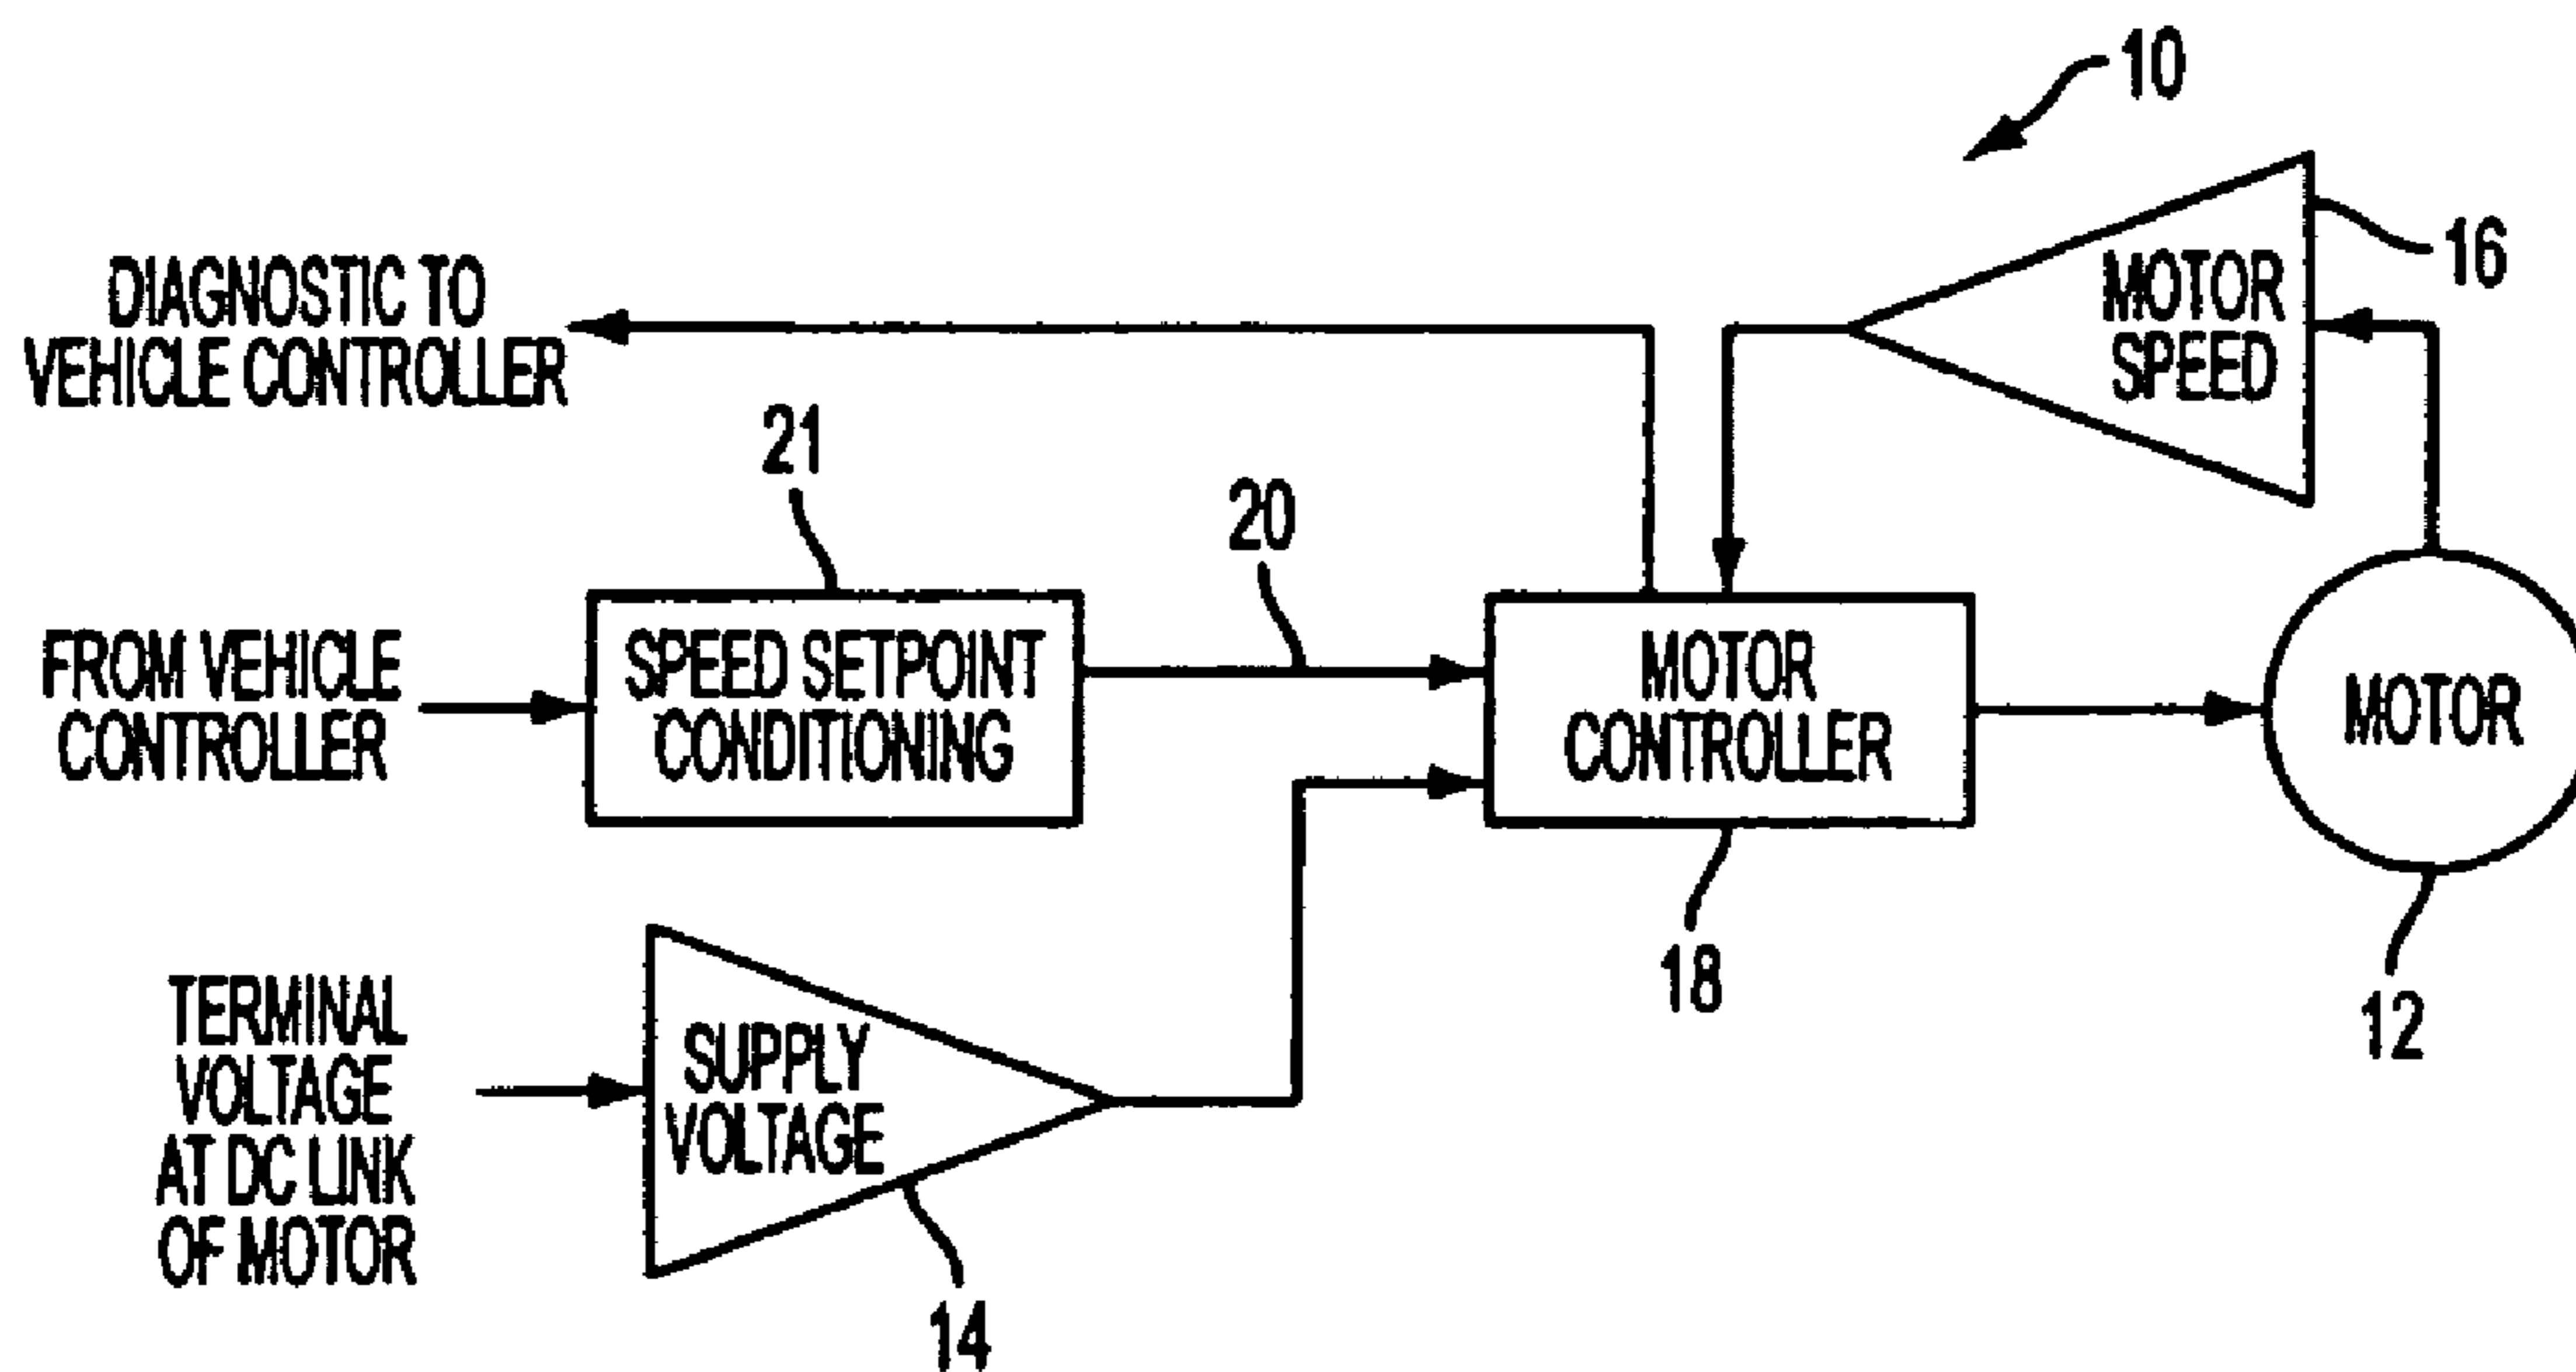 10
16
MOTOR
SPEED
DIAGNOSTIC TO
VEHICLE CONTROLLER
21
20
FROM VEHICLE
CONTROLLER
SPEED SETPOINT
CONDITIONING
MOTOR
CONTROLLER
MOTOR
18
12
TERMINAL
VOLTAGE
AT DC LINK
OF MOTOR
SUPPLY
VOLTAGE
14